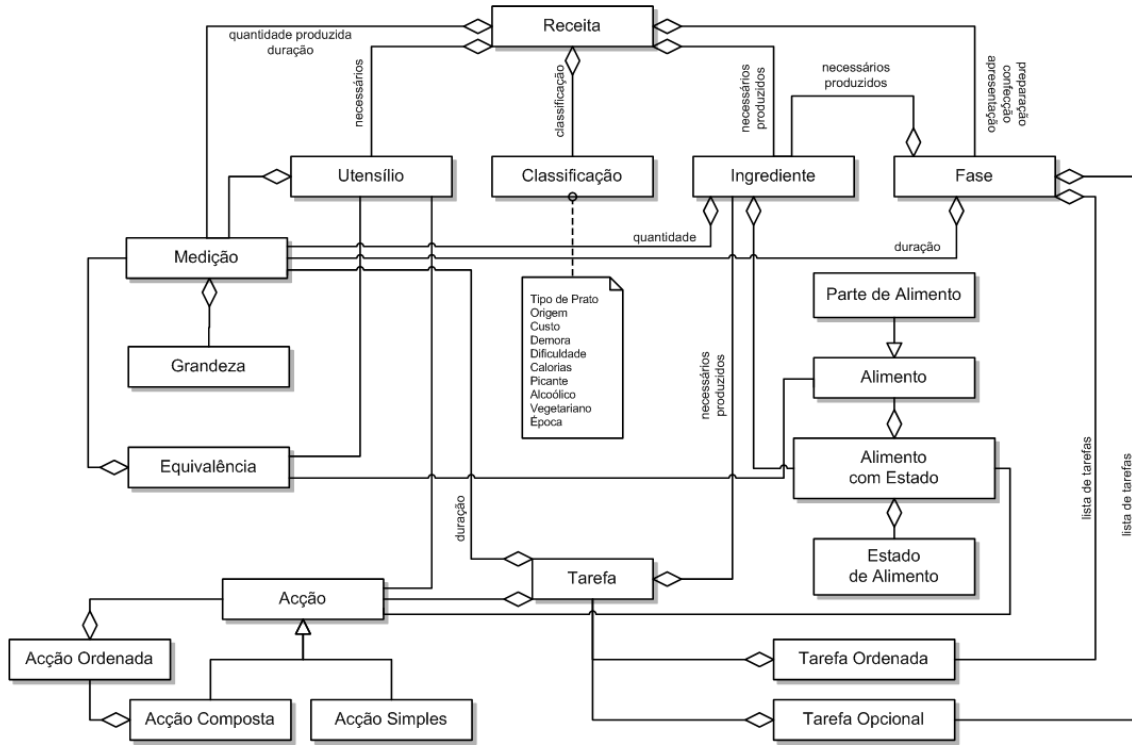 Receita
quantidade produzida
duração
necessários
classificação
necessários
produzidos
necessários
produzidos
preparação
confecção
apresentação
Utensílio
Classificação
Ingrediente
Fase
Medição
quantidade
duração
Tipo de Prato
Origem
Custo
Demora
Dificuldade
Calorias
Picante
Alcoólico
Vegetariano
Época
Parte de Alimento
Grandeza
Alimento
necessários
produzidos
Equivalência
Alimento
com Estado
lista de tarefas
lista de tarefas
duração
Estado
de Alimento
Tarefa
Acção
Acção Ordenada
Tarefa Ordenada
Acção Composta
Acção Simples
Tarefa Opcional